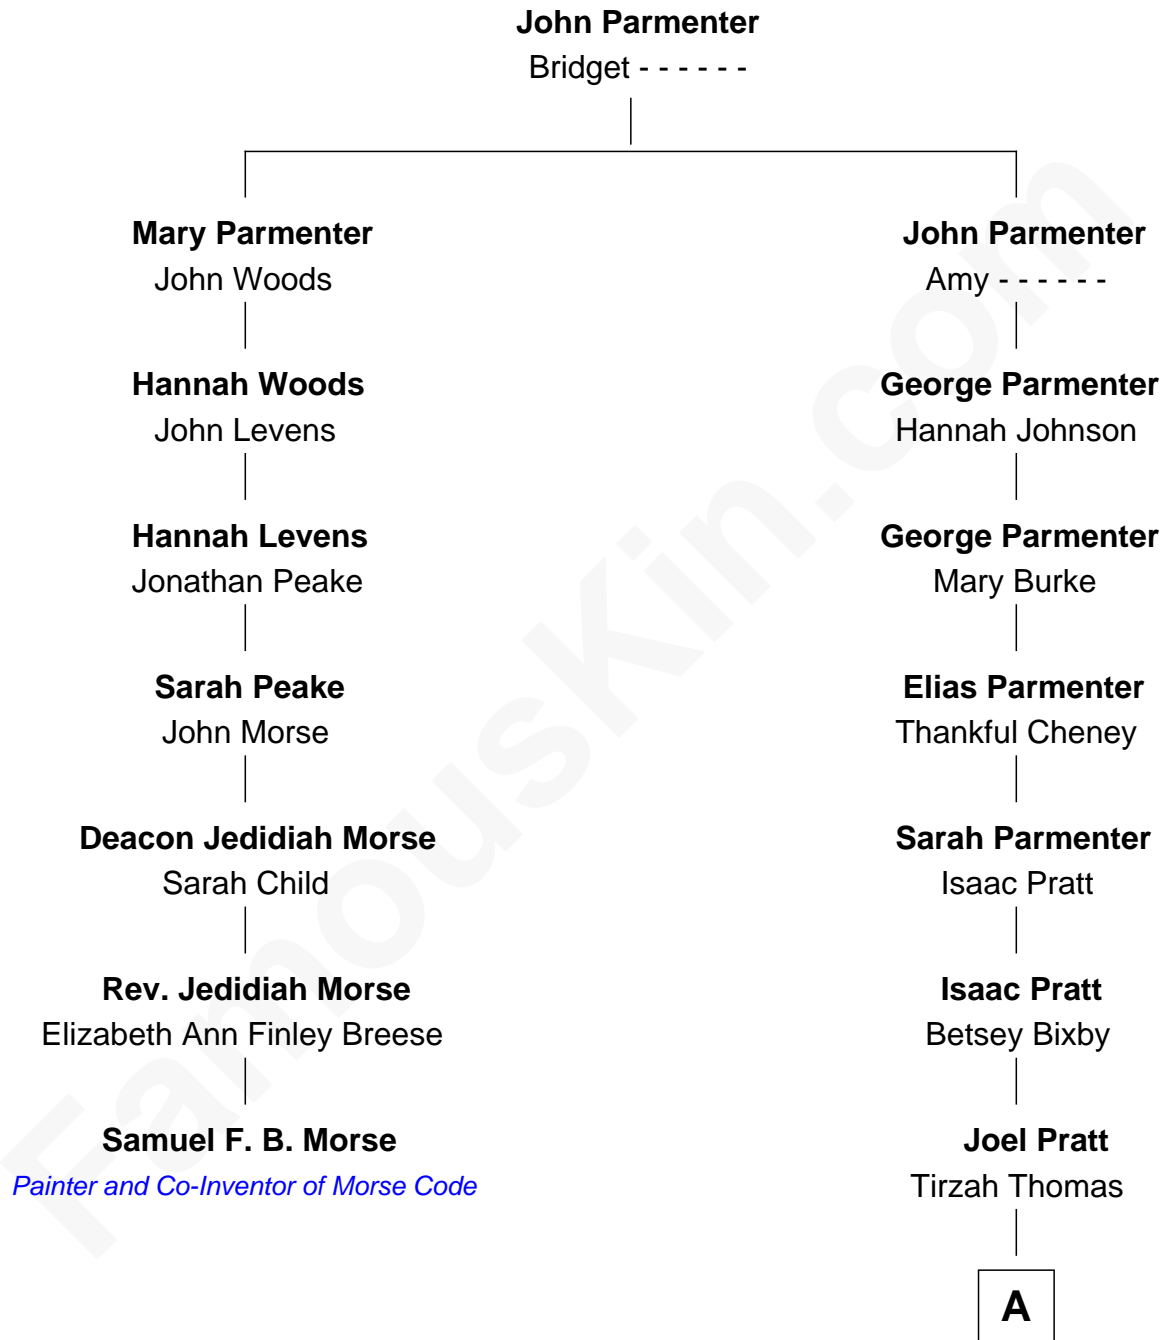 John Parmenter
Bridget - - - - - -
Mary Parmenter
John Woods
John Parmenter
Amy - - - - - -
Hannah Woods
John Levens
George Parmenter
Hannah Johnson
Hannah Levens
Jonathan Peake
George Parmenter
Mary Burke
Sarah Peake
John Morse
Elias Parmenter
Thankful Cheney
Deacon Jedidiah Morse
Sarah Child
Sarah Parmenter
Isaac Pratt
Rev. Jedidiah Morse
Elizabeth Ann Finley Breese
Isaac Pratt
Betsey Bixby
Samuel F. B. Morse
Painter and Co-Inventor of Morse Code
Joel Pratt
Tirzah Thomas
A
FamousKin.com